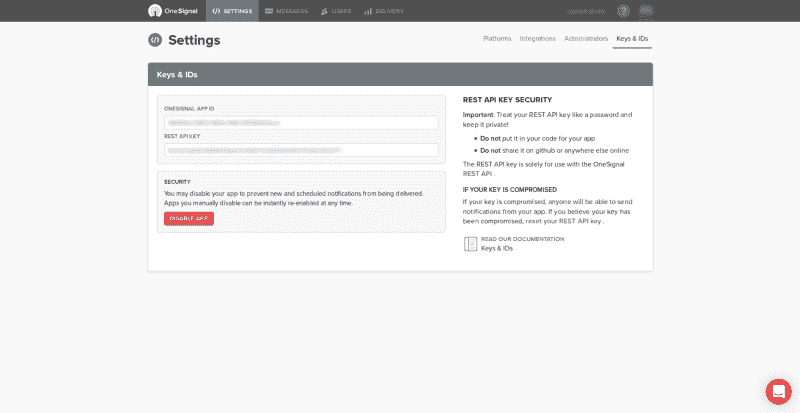 OneSignal
SETTINGS
MESSAGES
USERS
DELIVERY
Settings
Platforms
Integrations
Administrators
Keys & IDs
Keys & IDs
ONESIGNAL APP ID
REST API KEY
SECURITY
You may disable your app to prevent new and scheduled notifications from being delivered.
Apps you manually disable can be instantly re-enabled at any time.
DISABLE APP
REST API KEY SECURITY
Important: Treat your REST API key like a password and
keep it private!
Do not put it in your code for your app
Do not share it on github or anywhere else online
The REST API key is solely for use with the OneSignal
REST API .
IF YOUR KEY IS COMPROMISED
If your key is compromised, anyone will be able to send
notifications from your app. If you believe your key has
been compromised, reset your REST API key .
READ OUR DOCUMENTATION
Keys & IDs